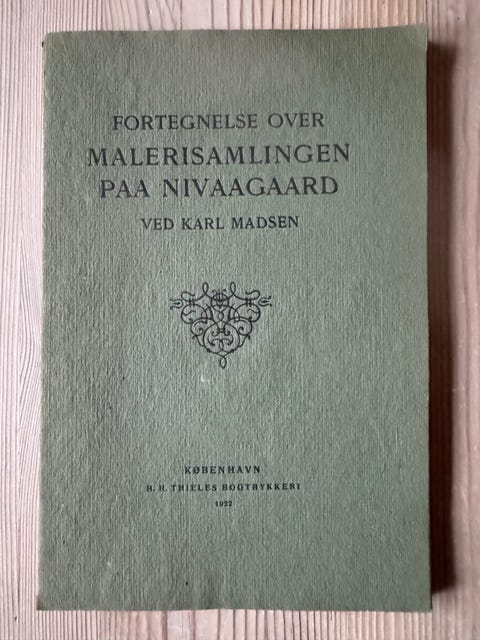 FORTEGNELSE OVER
MALERISAMLINGEN
PAA NIVAAGAARD
VED KARL MADSEN
KØBENHAVN
H. H. THIELES BOGTRYKKERI
1922